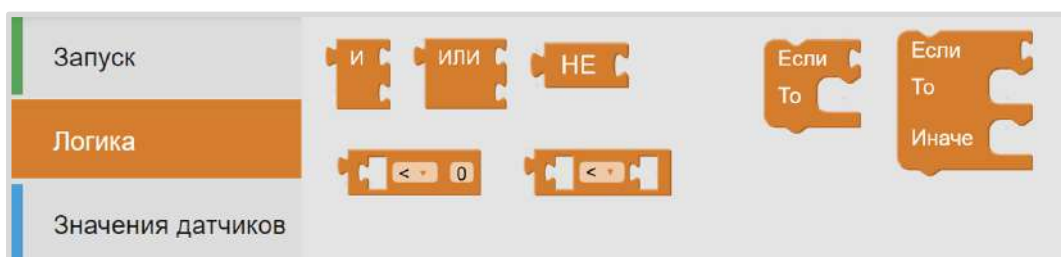 Запуск
Логика
Значения датчиков
И
ИЛИ
НЕ
< 0
<
Если
То
Если
То
Иначе